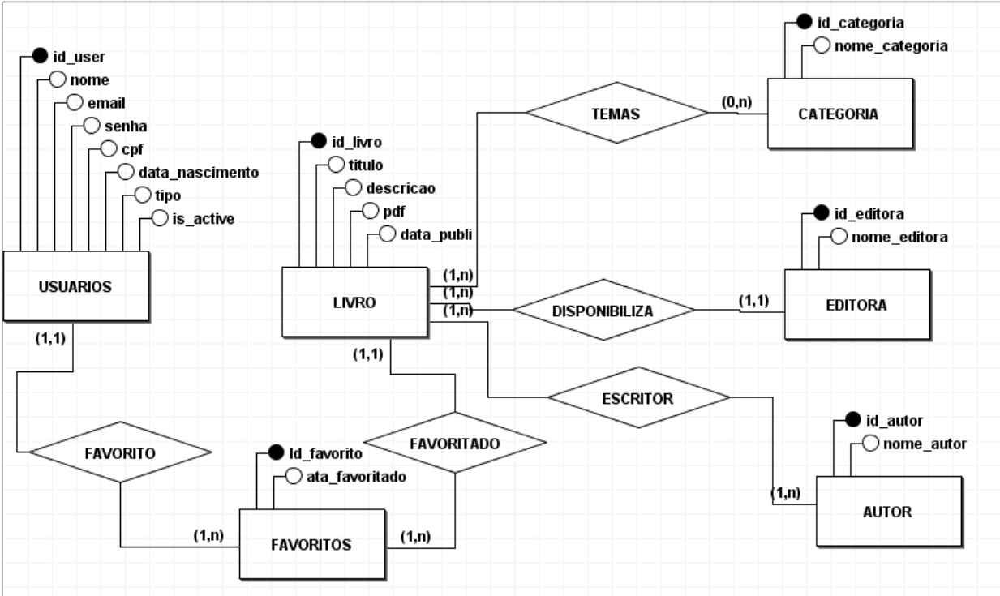 id_user
nome
email
senha
cpf
data_nascimento
tipo
is_active
USUARIOS
(1,1)
id_livro
titulo
descricao
pdf
data_publi
LIVRO
(1,n)
(1,n)
(1,n)
(1,1)
TEMAS
(0,n)
id_categoria
nome_categoria
CATEGORIA
DISPONIBILIZA
(1,1)
id_editora
nome_editora
EDITORA
ESCRITOR
(1,n)
id_autor
nome_autor
AUTOR
FAVORITO
(1,n)
Id_favorito
ata_favoritado
FAVORITOS
(1,n)
FAVORITADO